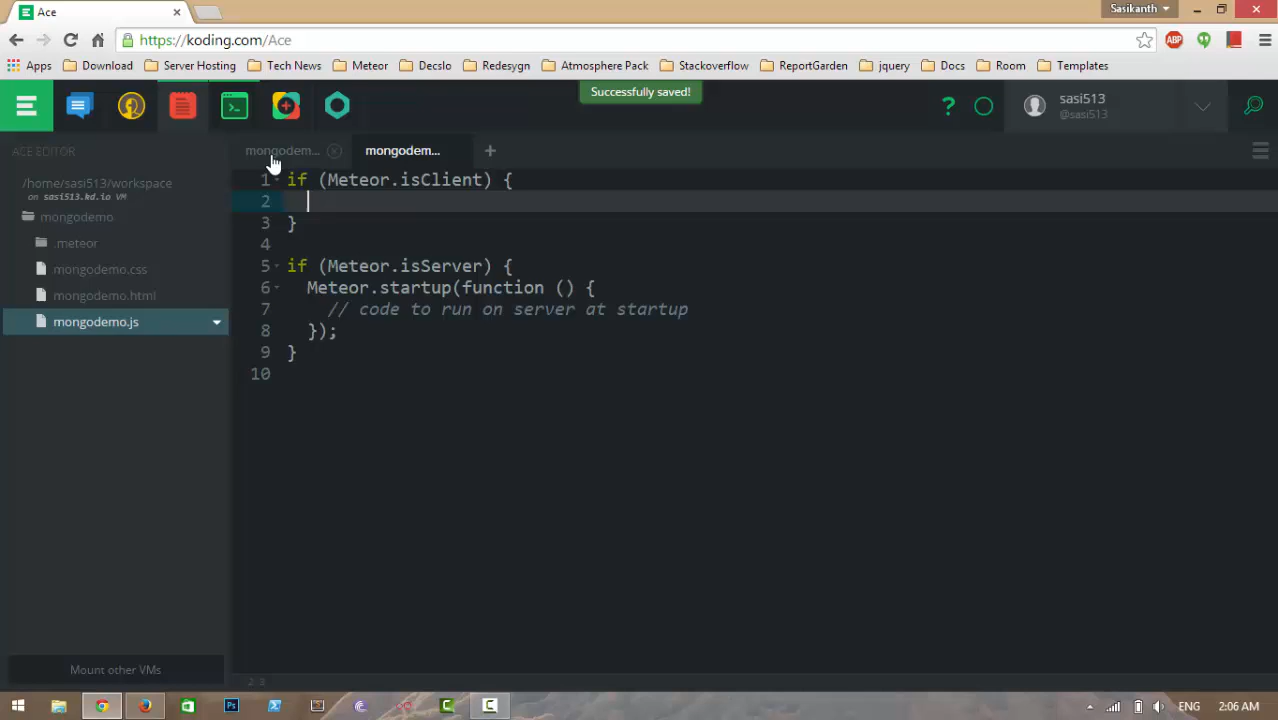 Ace
Sasikanth
https://koding.com/Ace
ABP
Apps Download Server Hosting Tech News Meteor Decslo Redesygn Atmosphere Pack Stackoverflow ReportGarden jquery Docs Room Templates
Successfully saved!
sasi513
@sasi513
ACE EDITOR
mongodem...
mongodem...
/home/sasi513/workspace
on sasi513.kd.io VM
mongodemo
.meteor
mongodemo.css
mongodemo.html
mongodemo.js
1 if (Meteor.isClient) {
2
3 }
4
5 if (Meteor.isServer) {
6 Meteor.startup(function () {
7 // code to run on server at startup
8 });
9 }
10
Mount other VMs
2:3
Ps
ENG
2:06 AM